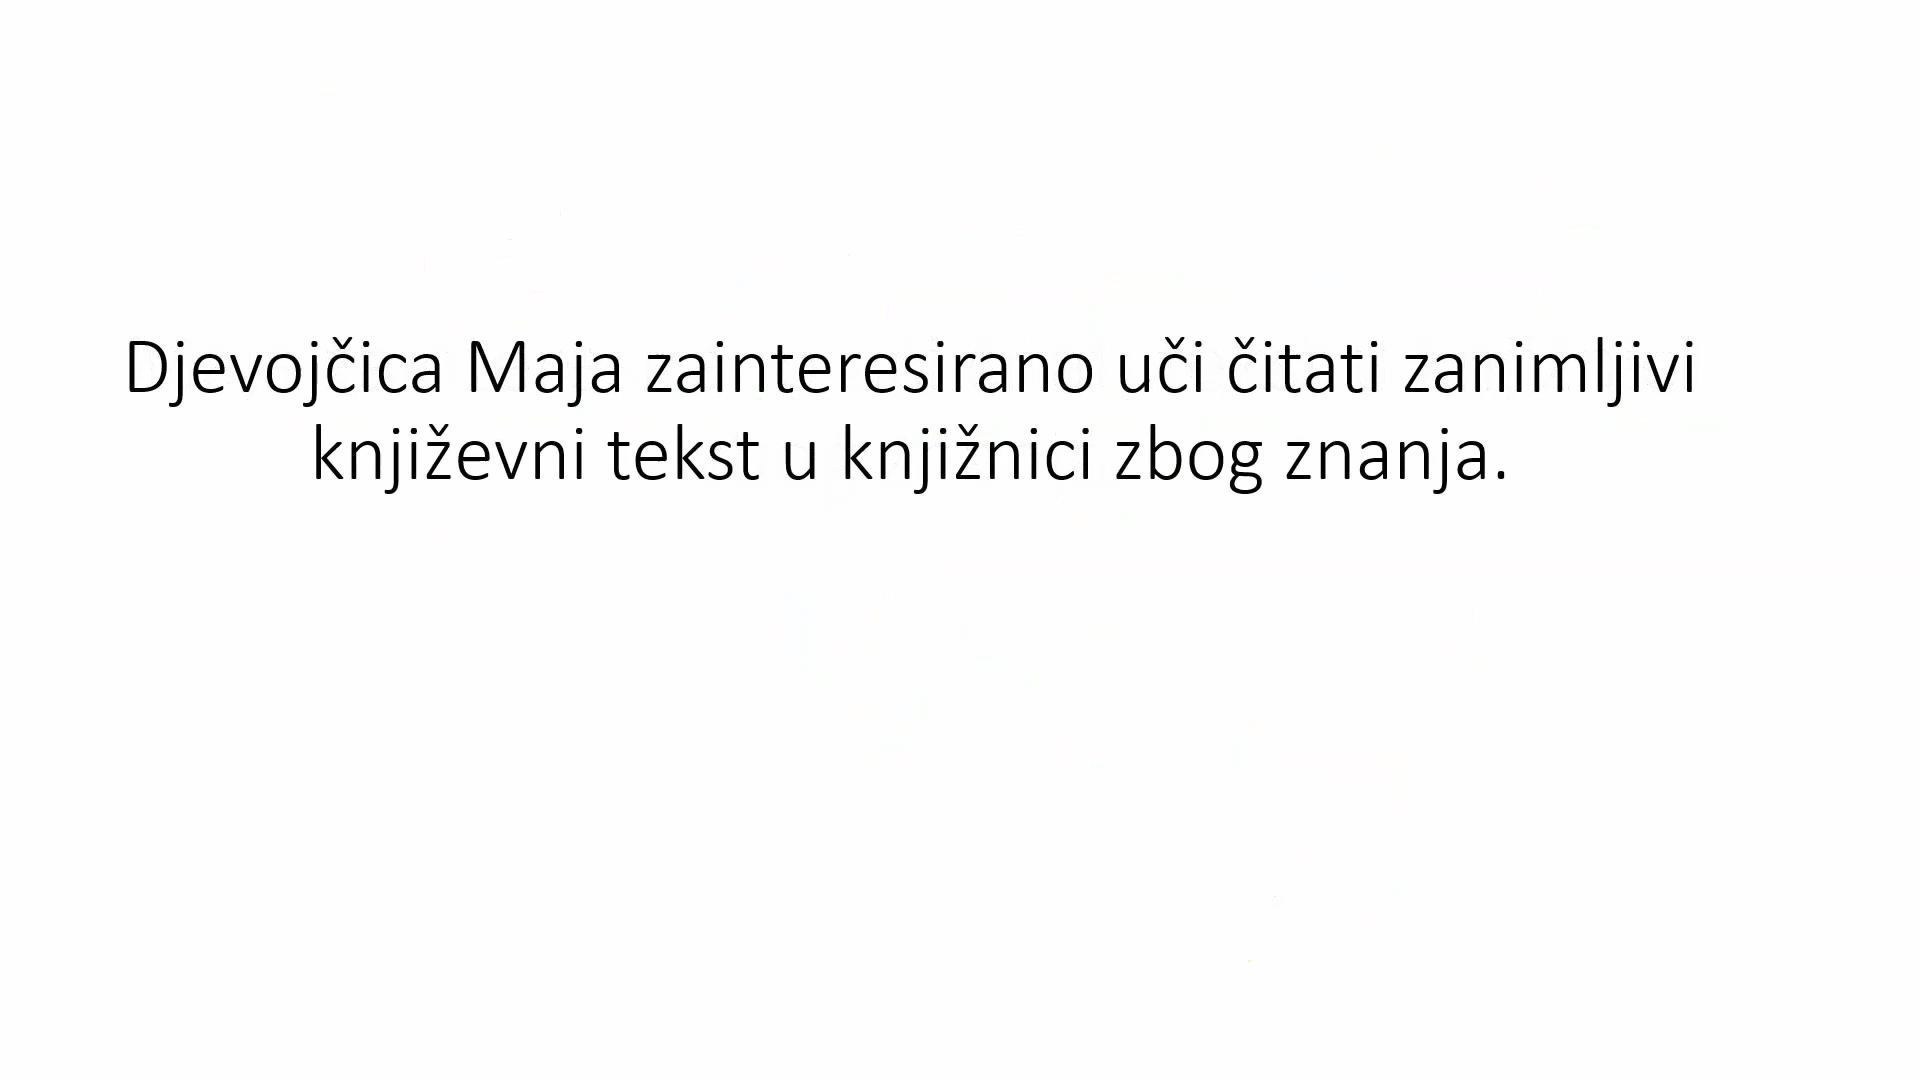 Djevojčica Maja zainteresirano uči čitati zanimljivi
književni tekst u knjižnici zbog znanja.